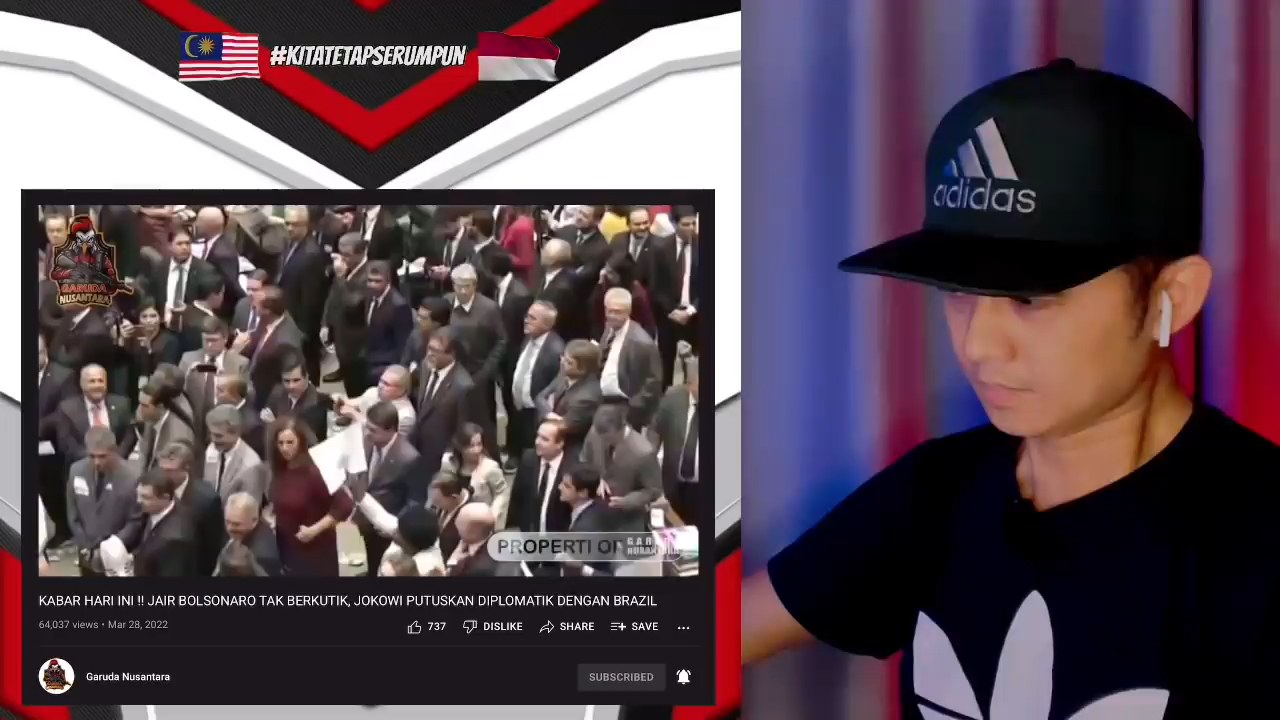 #KITATETAPSERUMPUN
GARUDA
NUSANTARA
PROPERTI
KABAR HARI INI !! JAIR BOLSONARO TAK BERKUTIK, JOKOWI PUTUSKAN DIPLOMATIK DENGAN BRAZIL
64,037 views • Mar 28, 2022
737
DISLIKE
SHARE
SAVE
Garuda Nusantara
SUBSCRIBED
adidas